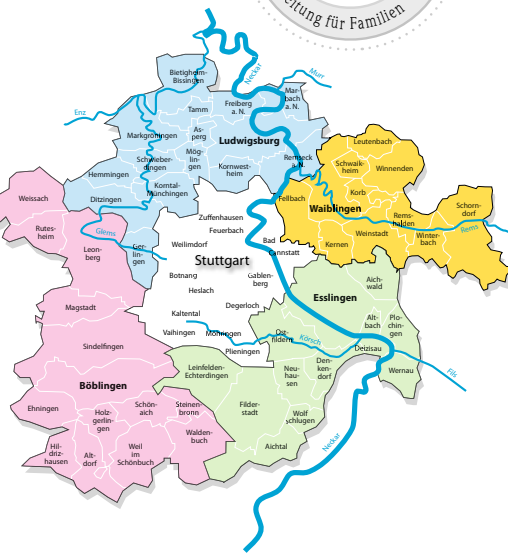 eitung für Familien
Bietigheim-
Bissingen
Neckar
Murr
Enz
Tamm
Freiberg
a. N.
Mar-
bach
a. N.
Markgröningen
As-
perg
Ludwigsburg
Leutenbach
Schwieber-
dingen
Mög-
lin-
gen
Kornwest-
heim
Remseck
a. N.
Schwaik-
heim
Winnenden
Hemmingen
Korntal-
Münchingen
Korb
Weissach
Ditzingen
Fellbach
Waiblingen
Schorn-
dorf
Rutes-
heim
Glems
Zuffenhausen
Feuerbach
Rems-
halden
Rems
Leon-
berg
Ger-
lin-
gen
Weilimdorf
Bad
Cannstatt
Kernen
Weinstadt
Winter-
bach
Stuttgart
Botnang
Gablen-
berg
Aich-
wald
Heslach
Esslingen
Magstadt
Degerloch
Kaltental
Alt-
bach
Plo-
chin-
gen
Vaihingen
Möhringen
Ost-
fildern
Körsch
Sindelfingen
Plieningen
Deizisau
Leinfelden-
Echterdingen
Neu-
hau-
sen
Den-
ken-
dorf
Wernau
Fils
Böblingen
Ehningen
Holz-
gerlin-
gen
Schön-
aich
Steinen-
bronn
Filder-
stadt
Wolf
schlugen
Walden-
buch
Hil-
driz-
hausen
Alt-
dorf
Weil
im
Schönbuch
Aichtal
Neckar